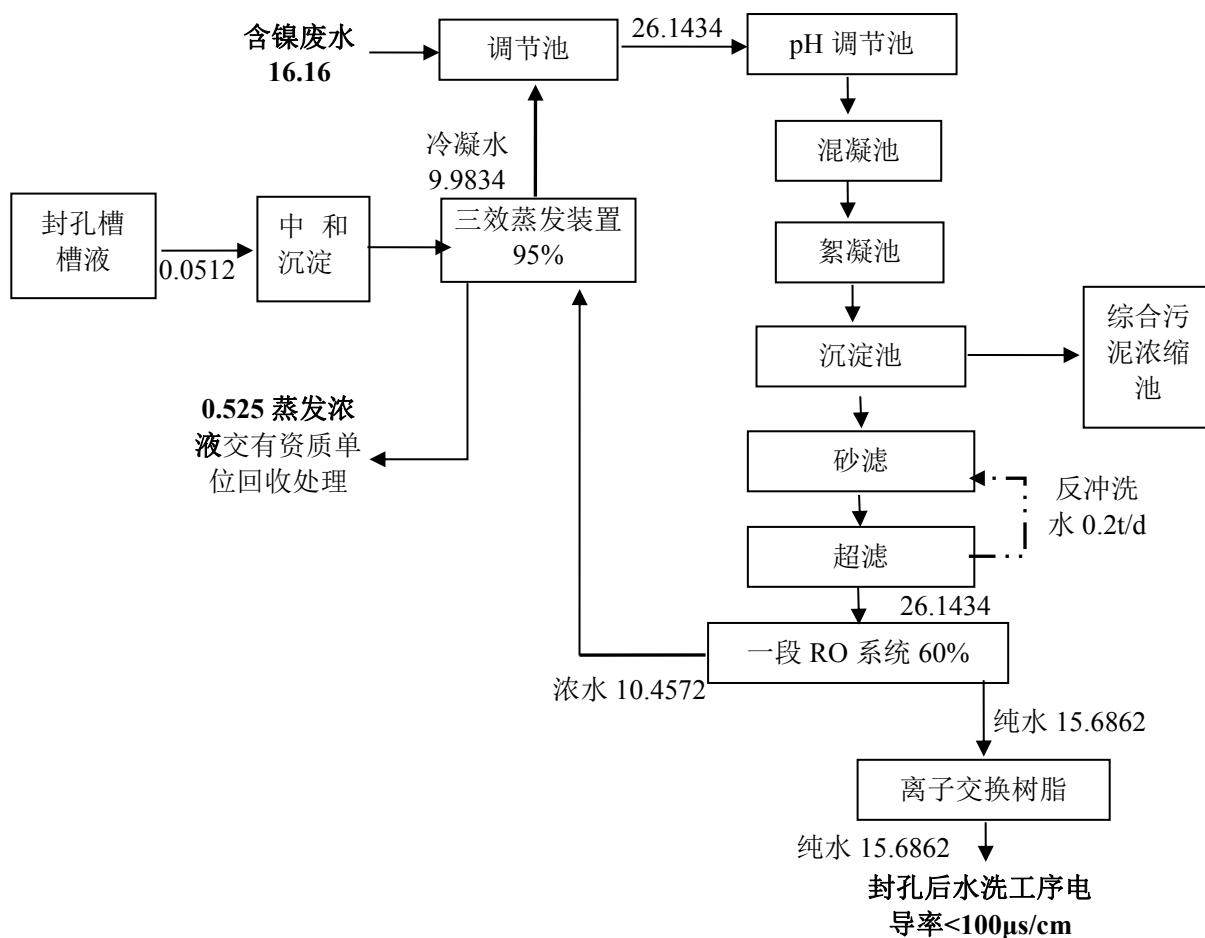 含镍废水
16.16
调节池
26.1434
pH 调节池
混凝池
冷凝水
9.9834
封孔槽
槽液
0.0512
中 和
沉淀
三效蒸发装置
95%
絮凝池
沉淀池
综合污
泥浓缩
池
0.525 蒸发浓
液交有资质单
位回收处理
砂滤
反冲洗
水 0.2t/d
超滤
26.1434
一段 RO 系统 60%
浓水 10.4572
纯水 15.6862
离子交换树脂
纯水 15.6862
封孔后水洗工序电
导率<100μs/cm